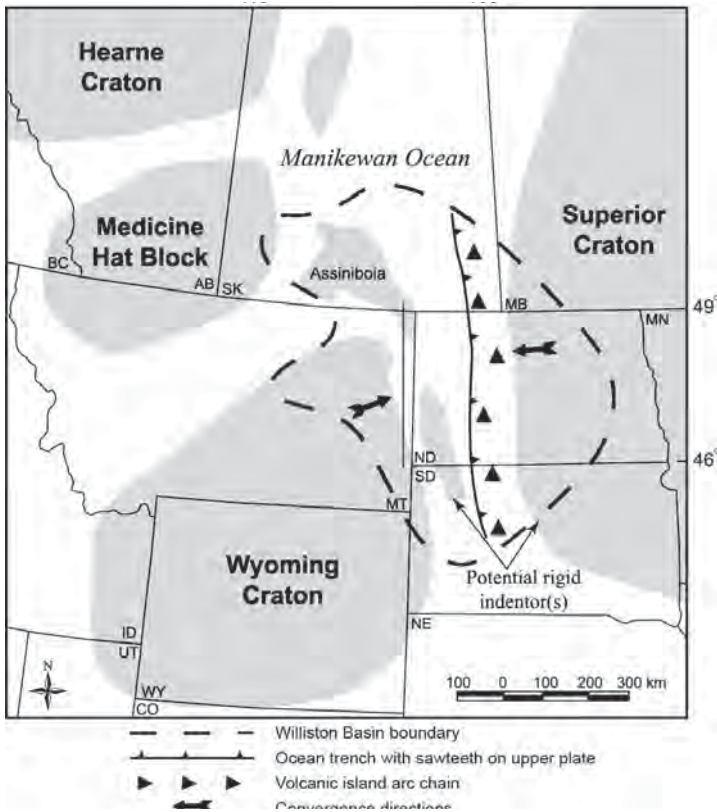 Hearne
Craton
Manikewan Ocean
Medicine
Hat Block
Superior
Craton
Assiniboia
BC
AB
SK
MB
49°
MN
ND
SD
46°
MT
Wyoming
Craton
Potential rigid
indentor(s)
NE
ID
UT
N
WY
CO
100 0 100 200 300 km
Williston Basin boundary
Ocean trench with sawteeth on upper plate
Volcanic island arc chain
Convergence directions